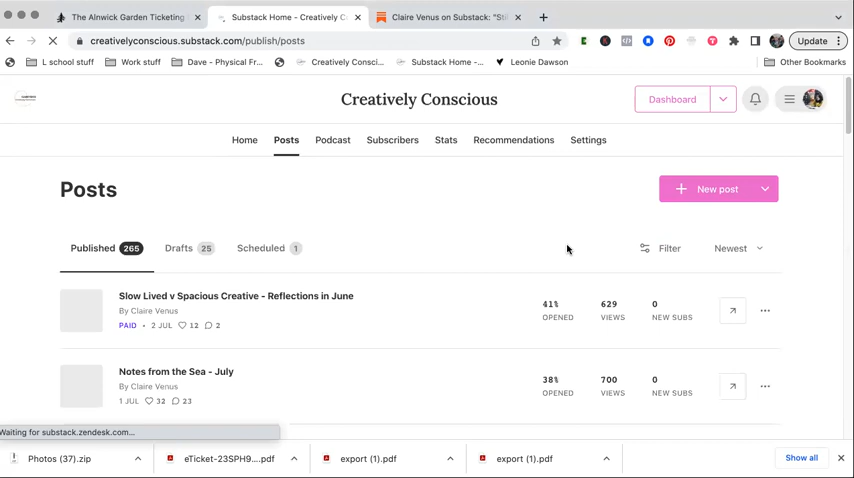 The Alnwick Garden Ticketing
Substack Home - Creatively C
Claire Venus on Substack: "Sti
creativelyconscious.substack.com/publish/posts
Update
L school stuff
Work stuff
Dave - Physical Fr...
Creatively Consci...
Substack Home -...
Leonie Dawson
Other Bookmarks
Creatively Conscious
Dashboard
Home
Posts
Podcast
Subscribers
Stats
Recommendations
Settings
Posts
New post
Published 265
Drafts 25
Scheduled 1
Filter
Newest
Slow Lived v Spacious Creative - Reflections in June
By Claire Venus
PAID • 2 JUL 12 2
41%
OPENED
629
VIEWS
0
NEW SUBS
Notes from the Sea - July
By Claire Venus
1 JUL 32 23
38%
OPENED
700
VIEWS
0
NEW SUBS
Waiting for substack.zendesk.com...
Photos (37).zip
eTicket-23SPH9....pdf
export (1).pdf
export (1).pdf
Show all